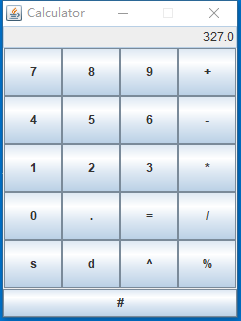 Calculator
327.0
7 8 9 +
4 5 6 -
1 2 3 *
0 . = /
s d ^ %
#